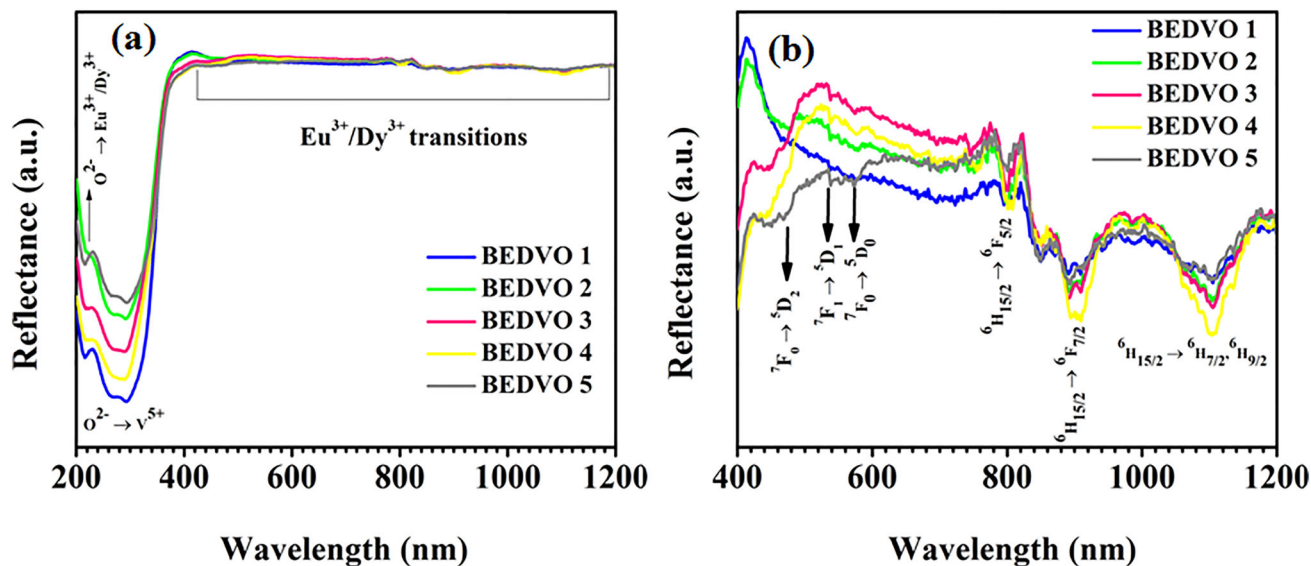 (a)
O²⁻ → Eu³⁺/Dy³⁺
Eu³⁺/Dy³⁺ transitions
BEDVO 1
BEDVO 2
BEDVO 3
BEDVO 4
BEDVO 5
O²⁻ → V⁵⁺
Reflectance (a.u.)
200 400 600 800 1000 1200
Wavelength (nm)
(b)
BEDVO 1
BEDVO 2
BEDVO 3
BEDVO 4
BEDVO 5
⁷F₀ → ⁵D₂
⁷F₁ → ⁵D₁
⁷F₀ → ⁵D₀
⁶H₁₅/₂ → ⁶F₅/₂
⁶H₁₅/₂ → ⁶F₇/₂
⁶H₁₅/₂ → ⁶H₇/₂, ⁶H₉/₂
Reflectance (a.u.)
400 600 800 1000 1200
Wavelength (nm)